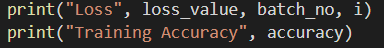 print("Loss", loss_value, batch_no, i)
print("Training Accuracy", accuracy)